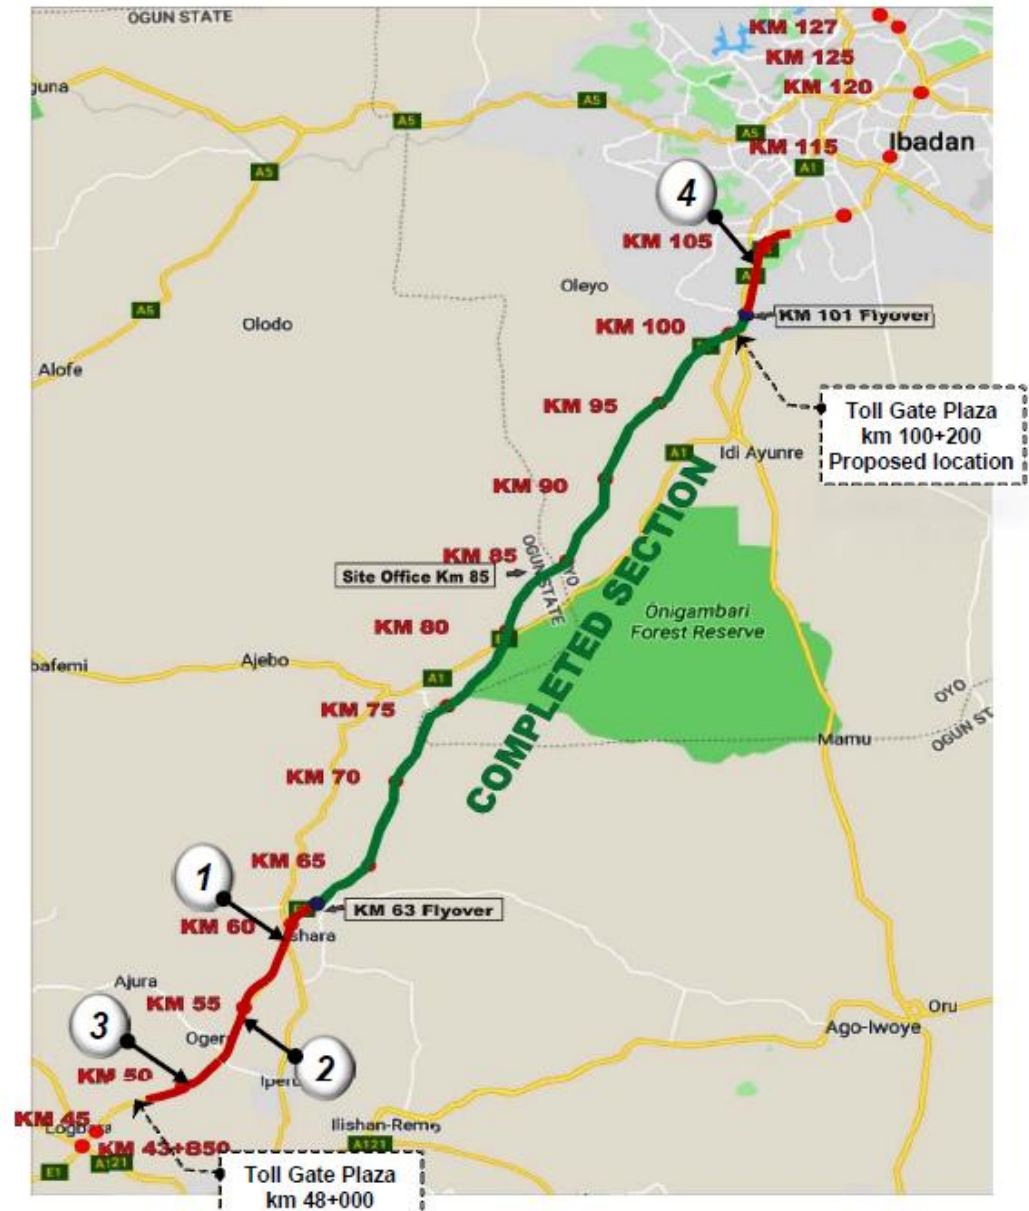 OGUN STATE
KM 127
KM 125
A5
KM 120
A5
A5
KM 115
Ibadan
A5
A1
4
KM 105
Oleyo
A5
KM 100
KM 101 Flyover
Olodo
Alofe
KM 95
Toll Gate Plaza
km 100+200
Proposed location
A1
Idi Ayunre
KM 90
COMPLETED SECTION
KM 85
OGUN STATE
OYO
Site Office Km 85
Onigambari
Forest Reserve
KM 80
Ajebo
A1
OYO
KM 75
Mamu
KM 70
1
KM 65
KM 63 Flyover
KM 60
Ajura
KM 55
Oru
3
Ago-Iwoye
2
KM 50
KM 45
Ilishan-Remo
KM 43+850
A121
E1
A121
Toll Gate Plaza
km 48+000